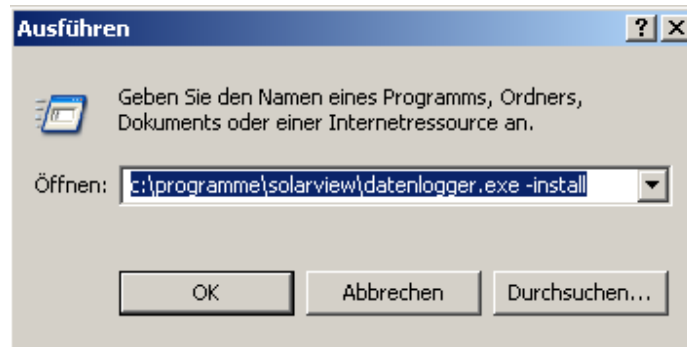 Ausführen
Geben Sie den Namen eines Programms, Ordners,
Dokuments oder einer Internetressource an.
Öffnen: c:\programme\solarview\datenlogger.exe -install
OK Abbrechen Durchsuchen...